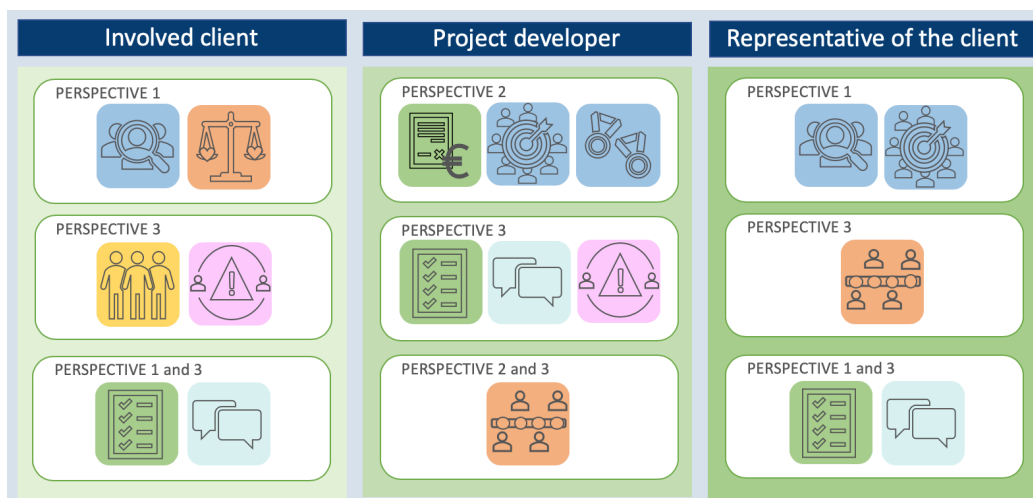 Involved client
PERSPECTIVE 1
PERSPECTIVE 3
PERSPECTIVE 1 and 3
Project developer
PERSPECTIVE 2
€
PERSPECTIVE 3
PERSPECTIVE 2 and 3
Representative of the client
PERSPECTIVE 1
PERSPECTIVE 3
PERSPECTIVE 1 and 3